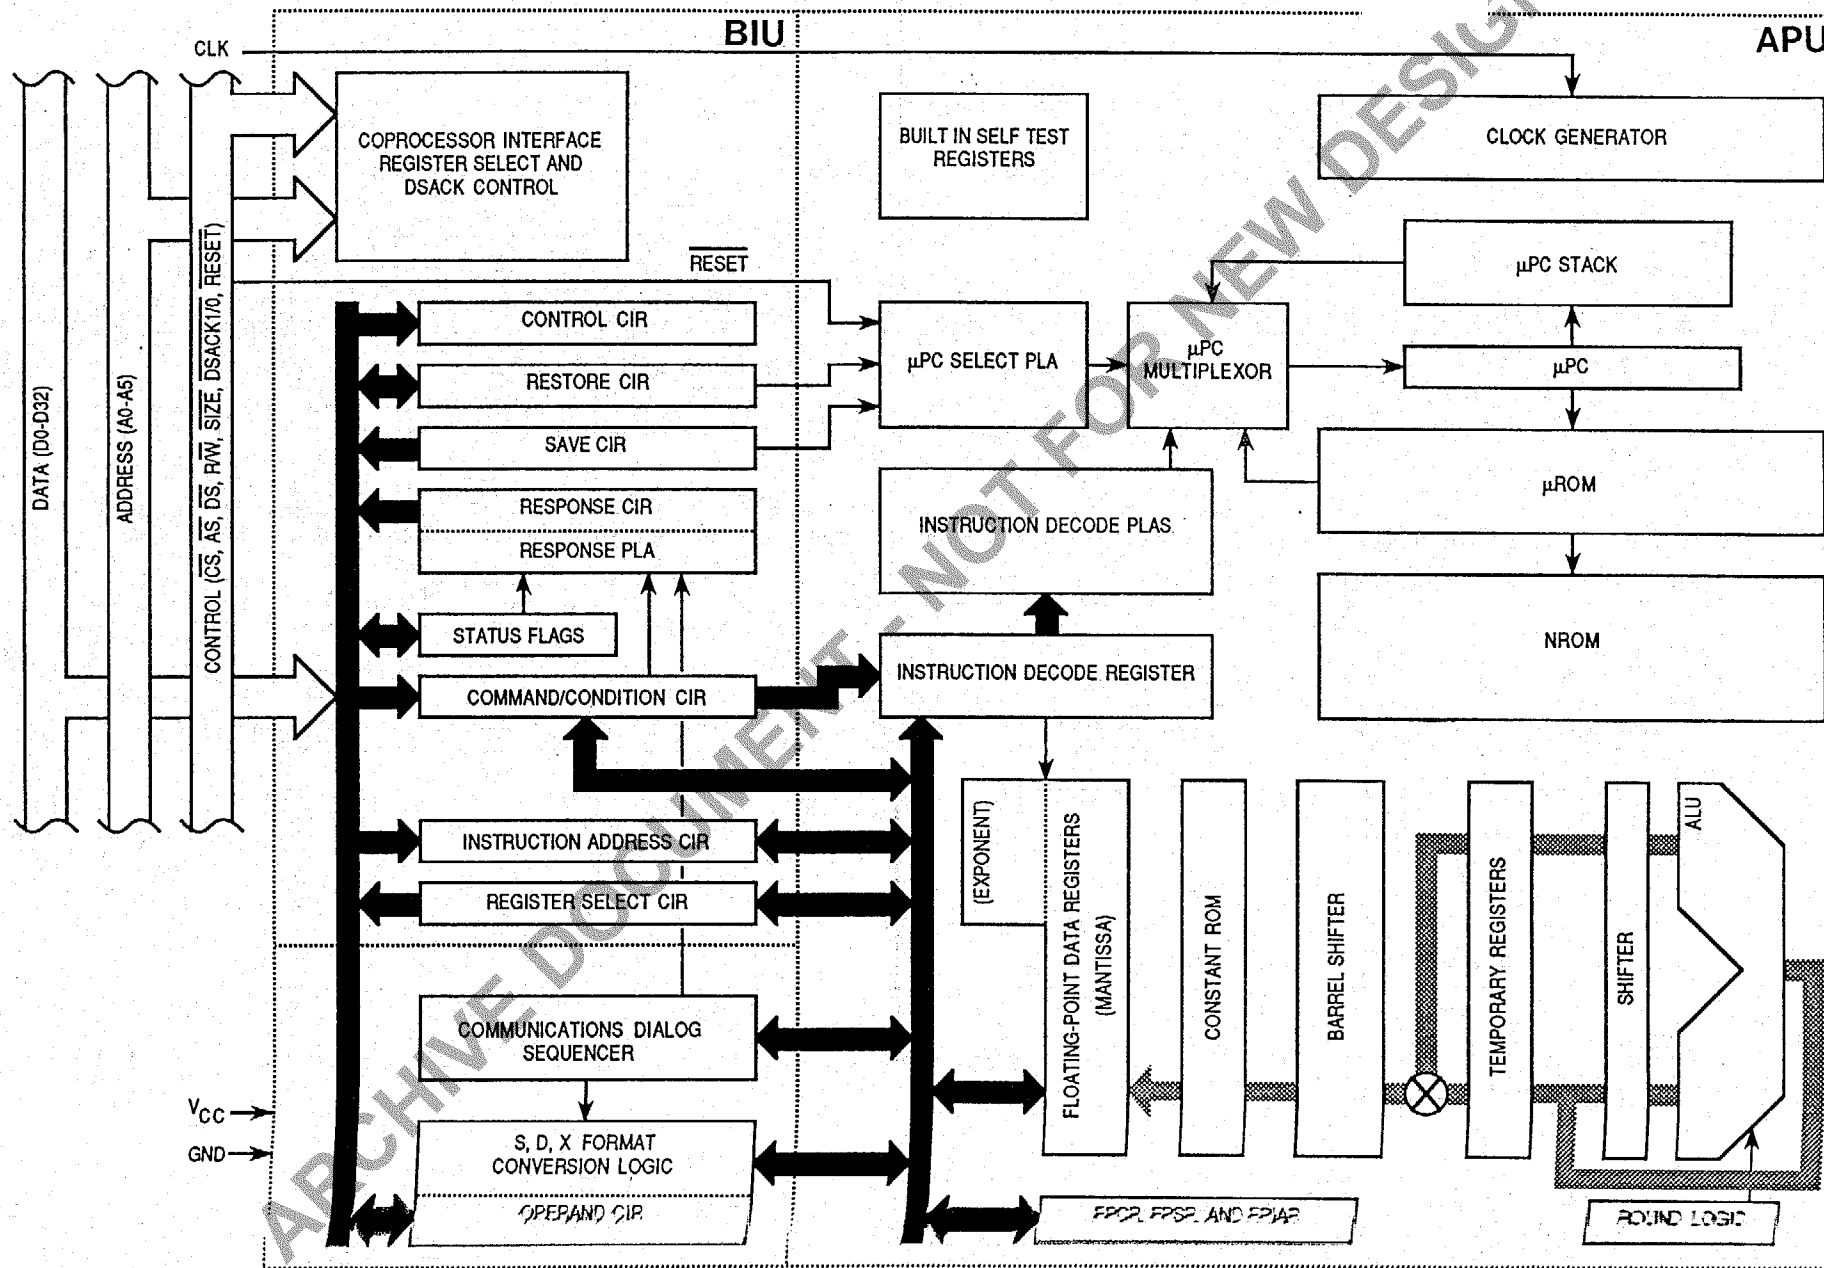 BIU
APU
CLK
COPROCESSOR INTERFACE
REGISTER SELECT AND
DSACK CONTROL
BUILT IN SELF TEST
REGISTERS
CLOCK GENERATOR
DATA (D0-D32)
ADDRESS (A0-A5)
CONTROL (CS, AS, DS, R/W, SIZE, DSACK1/0, RESET)
RESET
μPC STACK
CONTROL CIR
μPC SELECT PLA
μPC
MULTIPLEXOR
μPC
RESTORE CIR
SAVE CIR
RESPONSE CIR
RESPONSE PLA
INSTRUCTION DECODE PLAS
μROM
STATUS FLAGS
NROM
COMMAND/CONDITION CIR
INSTRUCTION DECODE REGISTER
INSTRUCTION ADDRESS CIR
REGISTER SELECT CIR
(EXPONENT)
FLOATING-POINT DATA REGISTERS
(MANTISSA)
CONSTANT ROM
BARREL SHIFTER
TEMPORARY REGISTERS
SHIFTER
ALU
COMMUNICATIONS DIALOG
SEQUENCER
VCC
GND
S, D, X FORMAT
CONVERSION LOGIC
OPERAND CIR
FPCR, FPSR, AND FPIAR
ROUND LOGIC
ARCHIVE DOCUMENT - NOT FOR NEW DESIGN